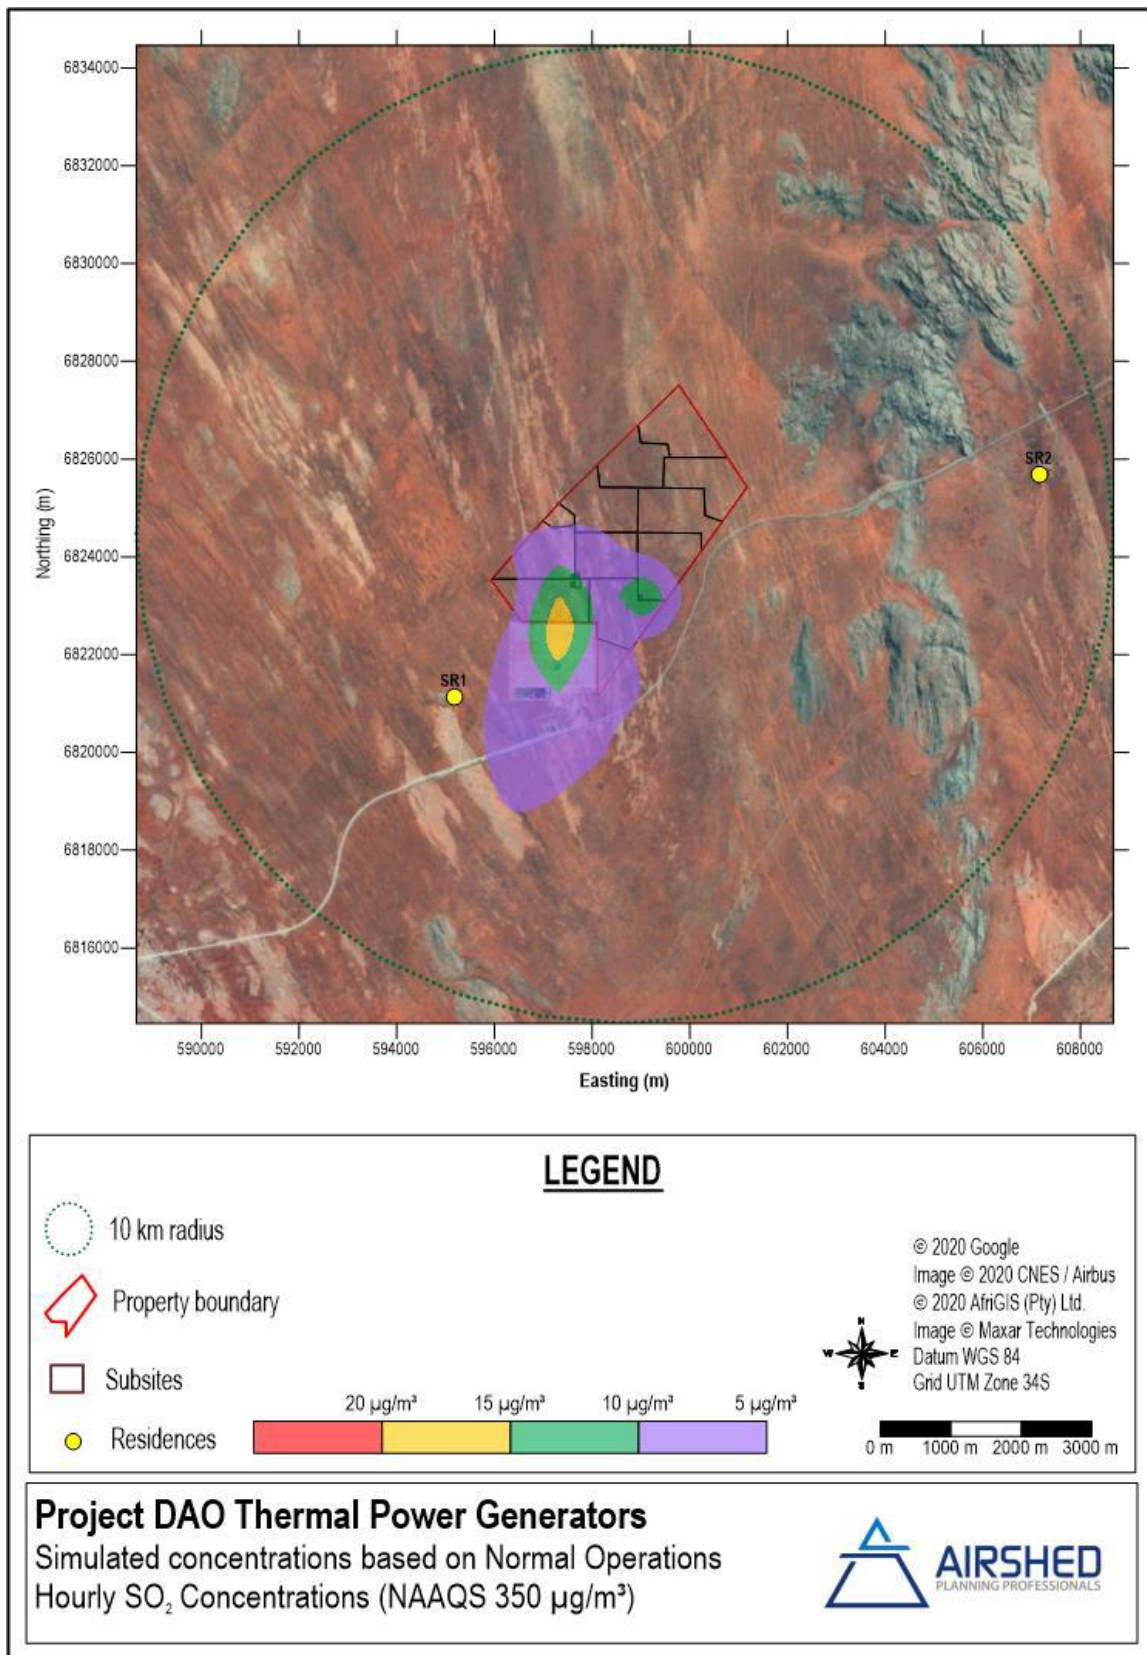 6834000
6832000
6830000
6828000
6826000
6824000
6822000
6820000
6818000
6816000
Northing (m)
SR2
SR1
590000 592000 594000 596000 598000 600000 602000 604000 606000 608000
Easting (m)
LEGEND
10 km radius
Property boundary
Subsites
Residences
20 µg/m³ 15 µg/m³ 10 µg/m³ 5 µg/m³
N
W E
S
© 2020 Google
Image © 2020 CNES / Airbus
© 2020 AfriGIS (Pty) Ltd.
Image © Maxar Technologies
Datum WGS 84
Grid UTM Zone 34S
0 m 1000 m 2000 m 3000 m
Project DAO Thermal Power Generators
Simulated concentrations based on Normal Operations
Hourly SO₂ Concentrations (NAAQS 350 µg/m³)
AIRSHED
PLANNING PROFESSIONALS